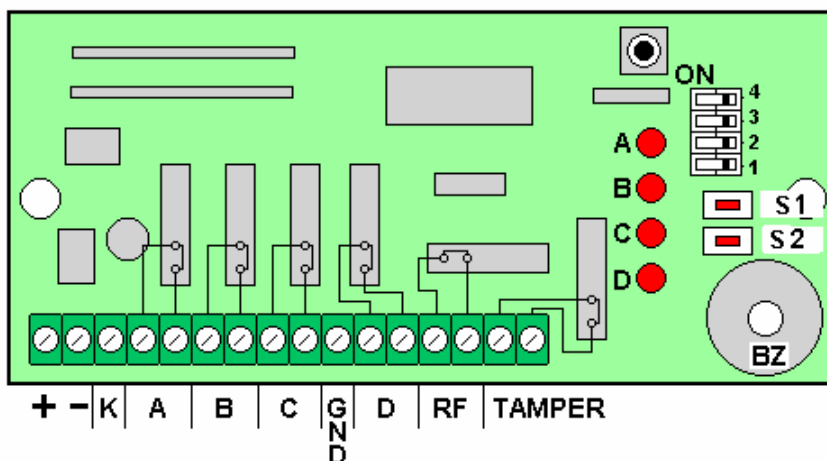 ON
4
3
2
1
A
B
C
D
S1
S2
BZ
+ - K A B C GND D RF TAMPER